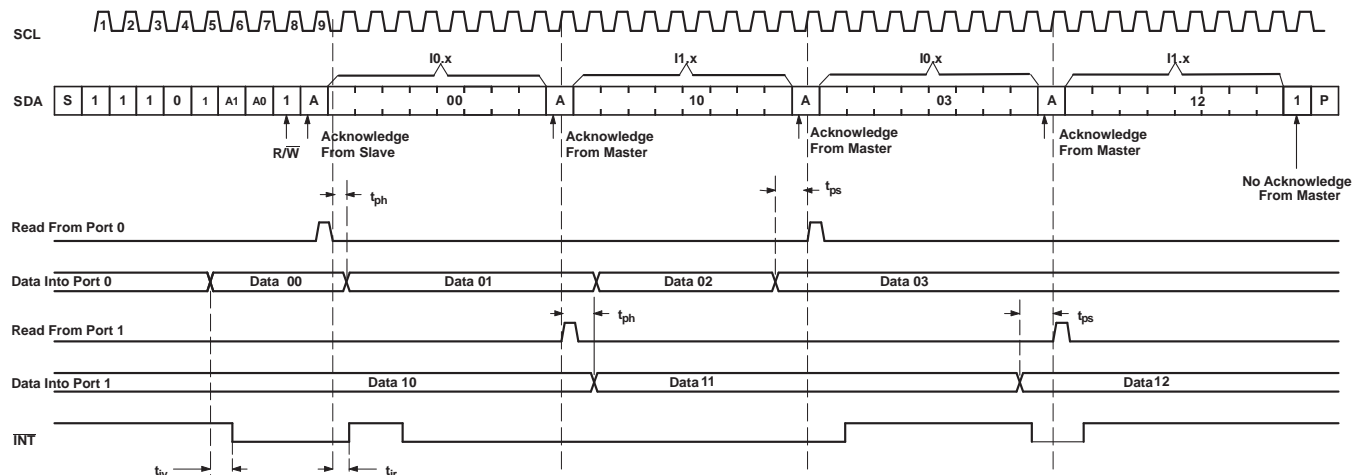 SCL 1 2 3 4 5 6 7 8 9
I0.x I1.x I0.x I1.x
SDA S 1 1 1 0 1 A1 A0 1 A 00 A 10 A 03 A 12 1 P
R/W
Acknowledge
From Slave
Acknowledge
From Master
Acknowledge
From Master
Acknowledge
From Master
No Acknowledge
From Master
tph
tps
Read From Port 0
Data Into Port 0 Data 00 Data 01 Data 02 Data 03
tph
tps
Read From Port 1
Data Into Port 1 Data 10 Data 11 Data 12
INT
tiv tir